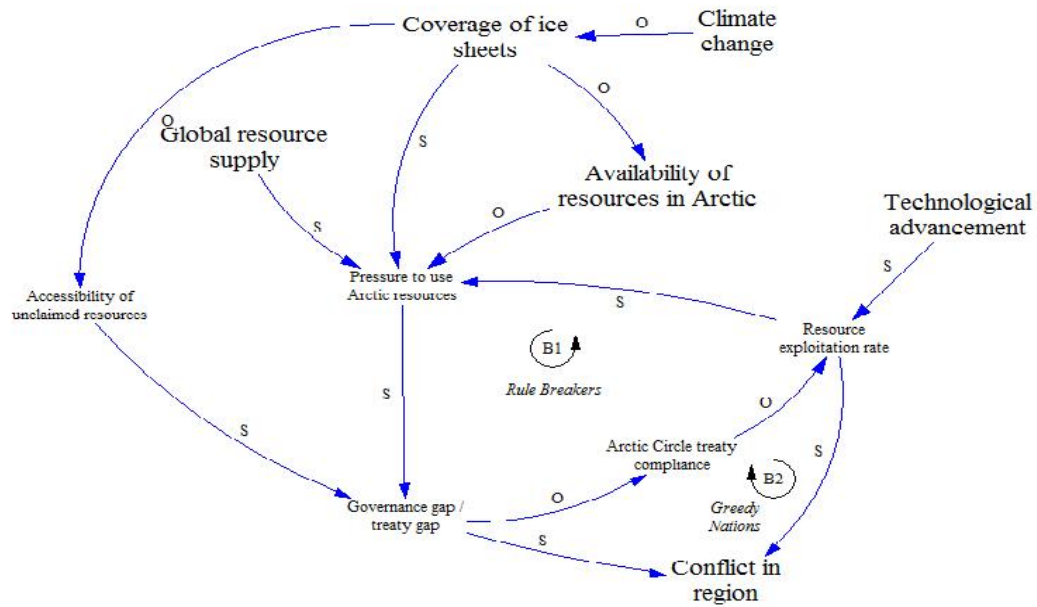 Coverage of ice
sheets
O
Climate
change
O
O
Global resource
supply
S
Availability of
resources in Arctic
S
O
Technological
advancement
S
Accessibility of
unclaimed resources
Pressure to use
Arctic resources
S
Resource
exploitation rate
B1
Rule Breakers
S
S
O
S
Arctic Circle treaty
compliance
B2
Greedy
Nations
Governance gap /
treaty gap
O
S
Conflict in
region